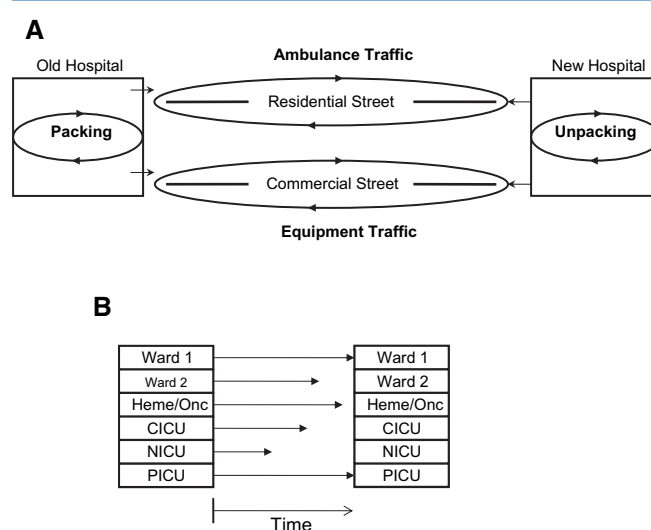 A
Ambulance Traffic
Old Hospital
New Hospital
Residential Street
Packing
Unpacking
Commercial Street
Equipment Traffic
B
Ward 1
Ward 1
Ward 2
Ward 2
Heme/Onc
Heme/Onc
CICU
CICU
NICU
NICU
PICU
PICU
Time